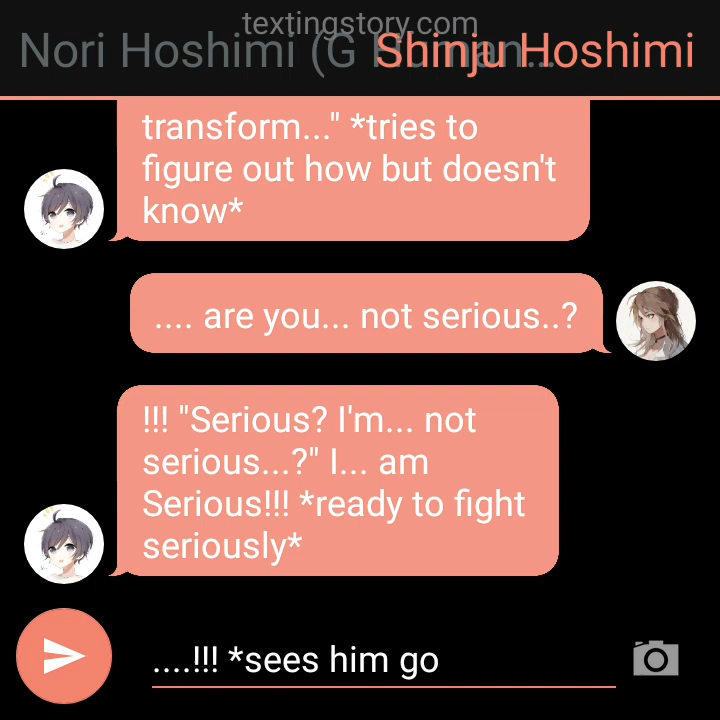 textingstory.com
Nori Hoshimi (G Human... Shinju Hoshimi
transform..." *tries to
figure out how but doesn't
know*
.... are you... not serious..?
!!! "Serious? I'm... not
serious...?" I... am
Serious!!! *ready to fight
seriously*
....!!! *sees him go